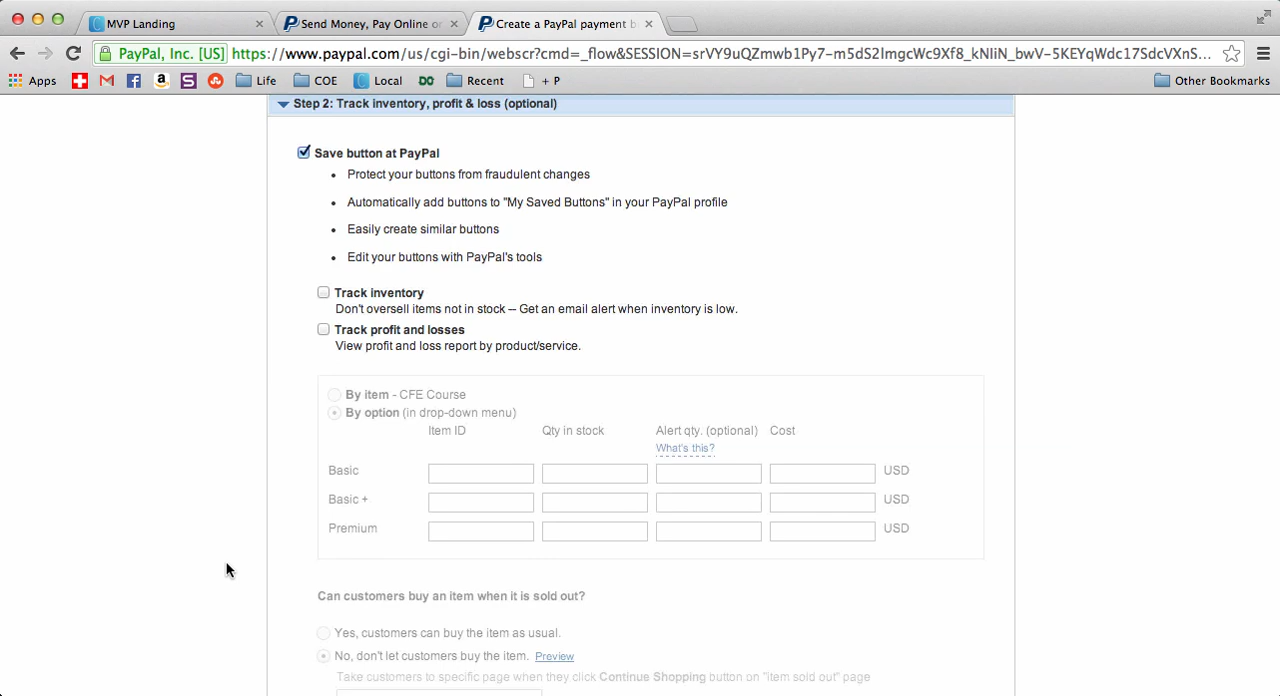 MVP Landing
Send Money, Pay Online or
Create a PayPal payment b
PayPal, Inc. [US]
https://www.paypal.com/us/cgi-bin/webscr?cmd=_flow&SESSION=srVY9uQZmwb1Py7-m5dS2ImgcWc9Xf8_kNIiN_bwV-5KEYqWdc17SdcVXnS...
Apps
Life
COE
Local
Recent
+ P
Other Bookmarks
Step 2: Track inventory, profit & loss (optional)
Save button at PayPal
• Protect your buttons from fraudulent changes
• Automatically add buttons to "My Saved Buttons" in your PayPal profile
• Easily create similar buttons
• Edit your buttons with PayPal's tools
Track inventory
Don't oversell items not in stock -- Get an email alert when inventory is low.
Track profit and losses
View profit and loss report by product/service.
By item - CFE Course
By option (in drop-down menu)
Item ID Qty in stock Alert qty. (optional) Cost
What's this?
Basic USD
Basic + USD
Premium USD
Can customers buy an item when it is sold out?
Yes, customers can buy the item as usual.
No, don't let customers buy the item. Preview
Take customers to specific page when they click Continue Shopping button on "item sold out" page